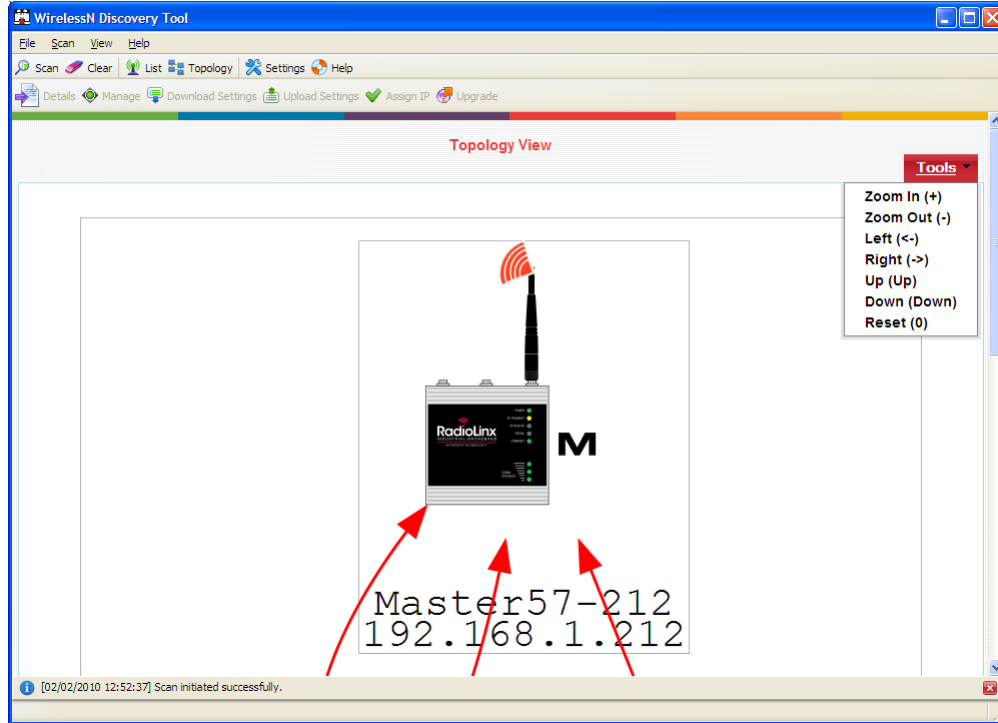 WirelessN Discovery Tool
File Scan View Help
Scan Clear List Topology Settings Help
Details Manage Download Settings Upload Settings Assign IP Upgrade
Topology View
Tools
Zoom In (+)
Zoom Out (-)
Left (<-)
Right (->)
Up (Up)
Down (Down)
Reset (0)
RadioLinx
INDUSTRIAL BROADBAND
M
Master57-212
192.168.1.212
[02/02/2010 12:52:37] Scan initiated successfully.